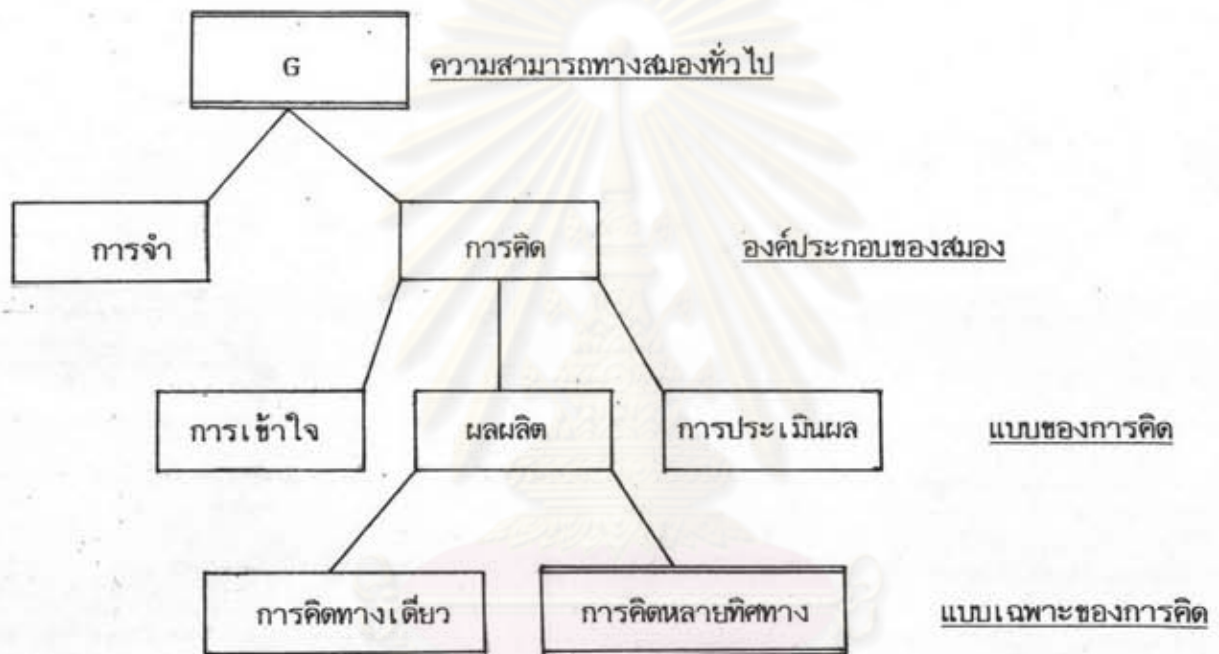 G ความสามารถทางสมองทั่วไป
การจำ การคิด องค์ประกอบของสมอง
การเข้าใจ ผลผลิต การประเมินผล แบบของการคิด
การคิดทางเดียว การคิดหลายทิศทาง แบบเฉพาะของการคิด